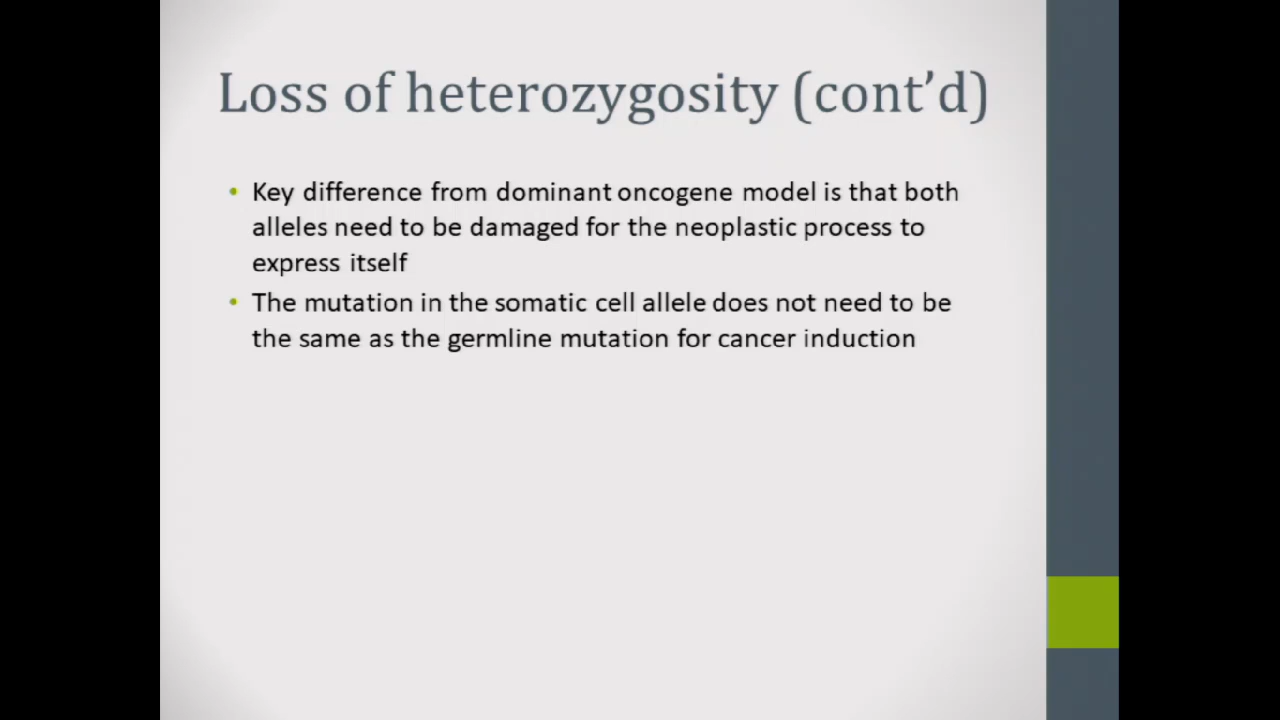 Loss of heterozygosity (cont’d)
• Key difference from dominant oncogene model is that both
alleles need to be damaged for the neoplastic process to
express itself
• The mutation in the somatic cell allele does not need to be
the same as the germline mutation for cancer induction